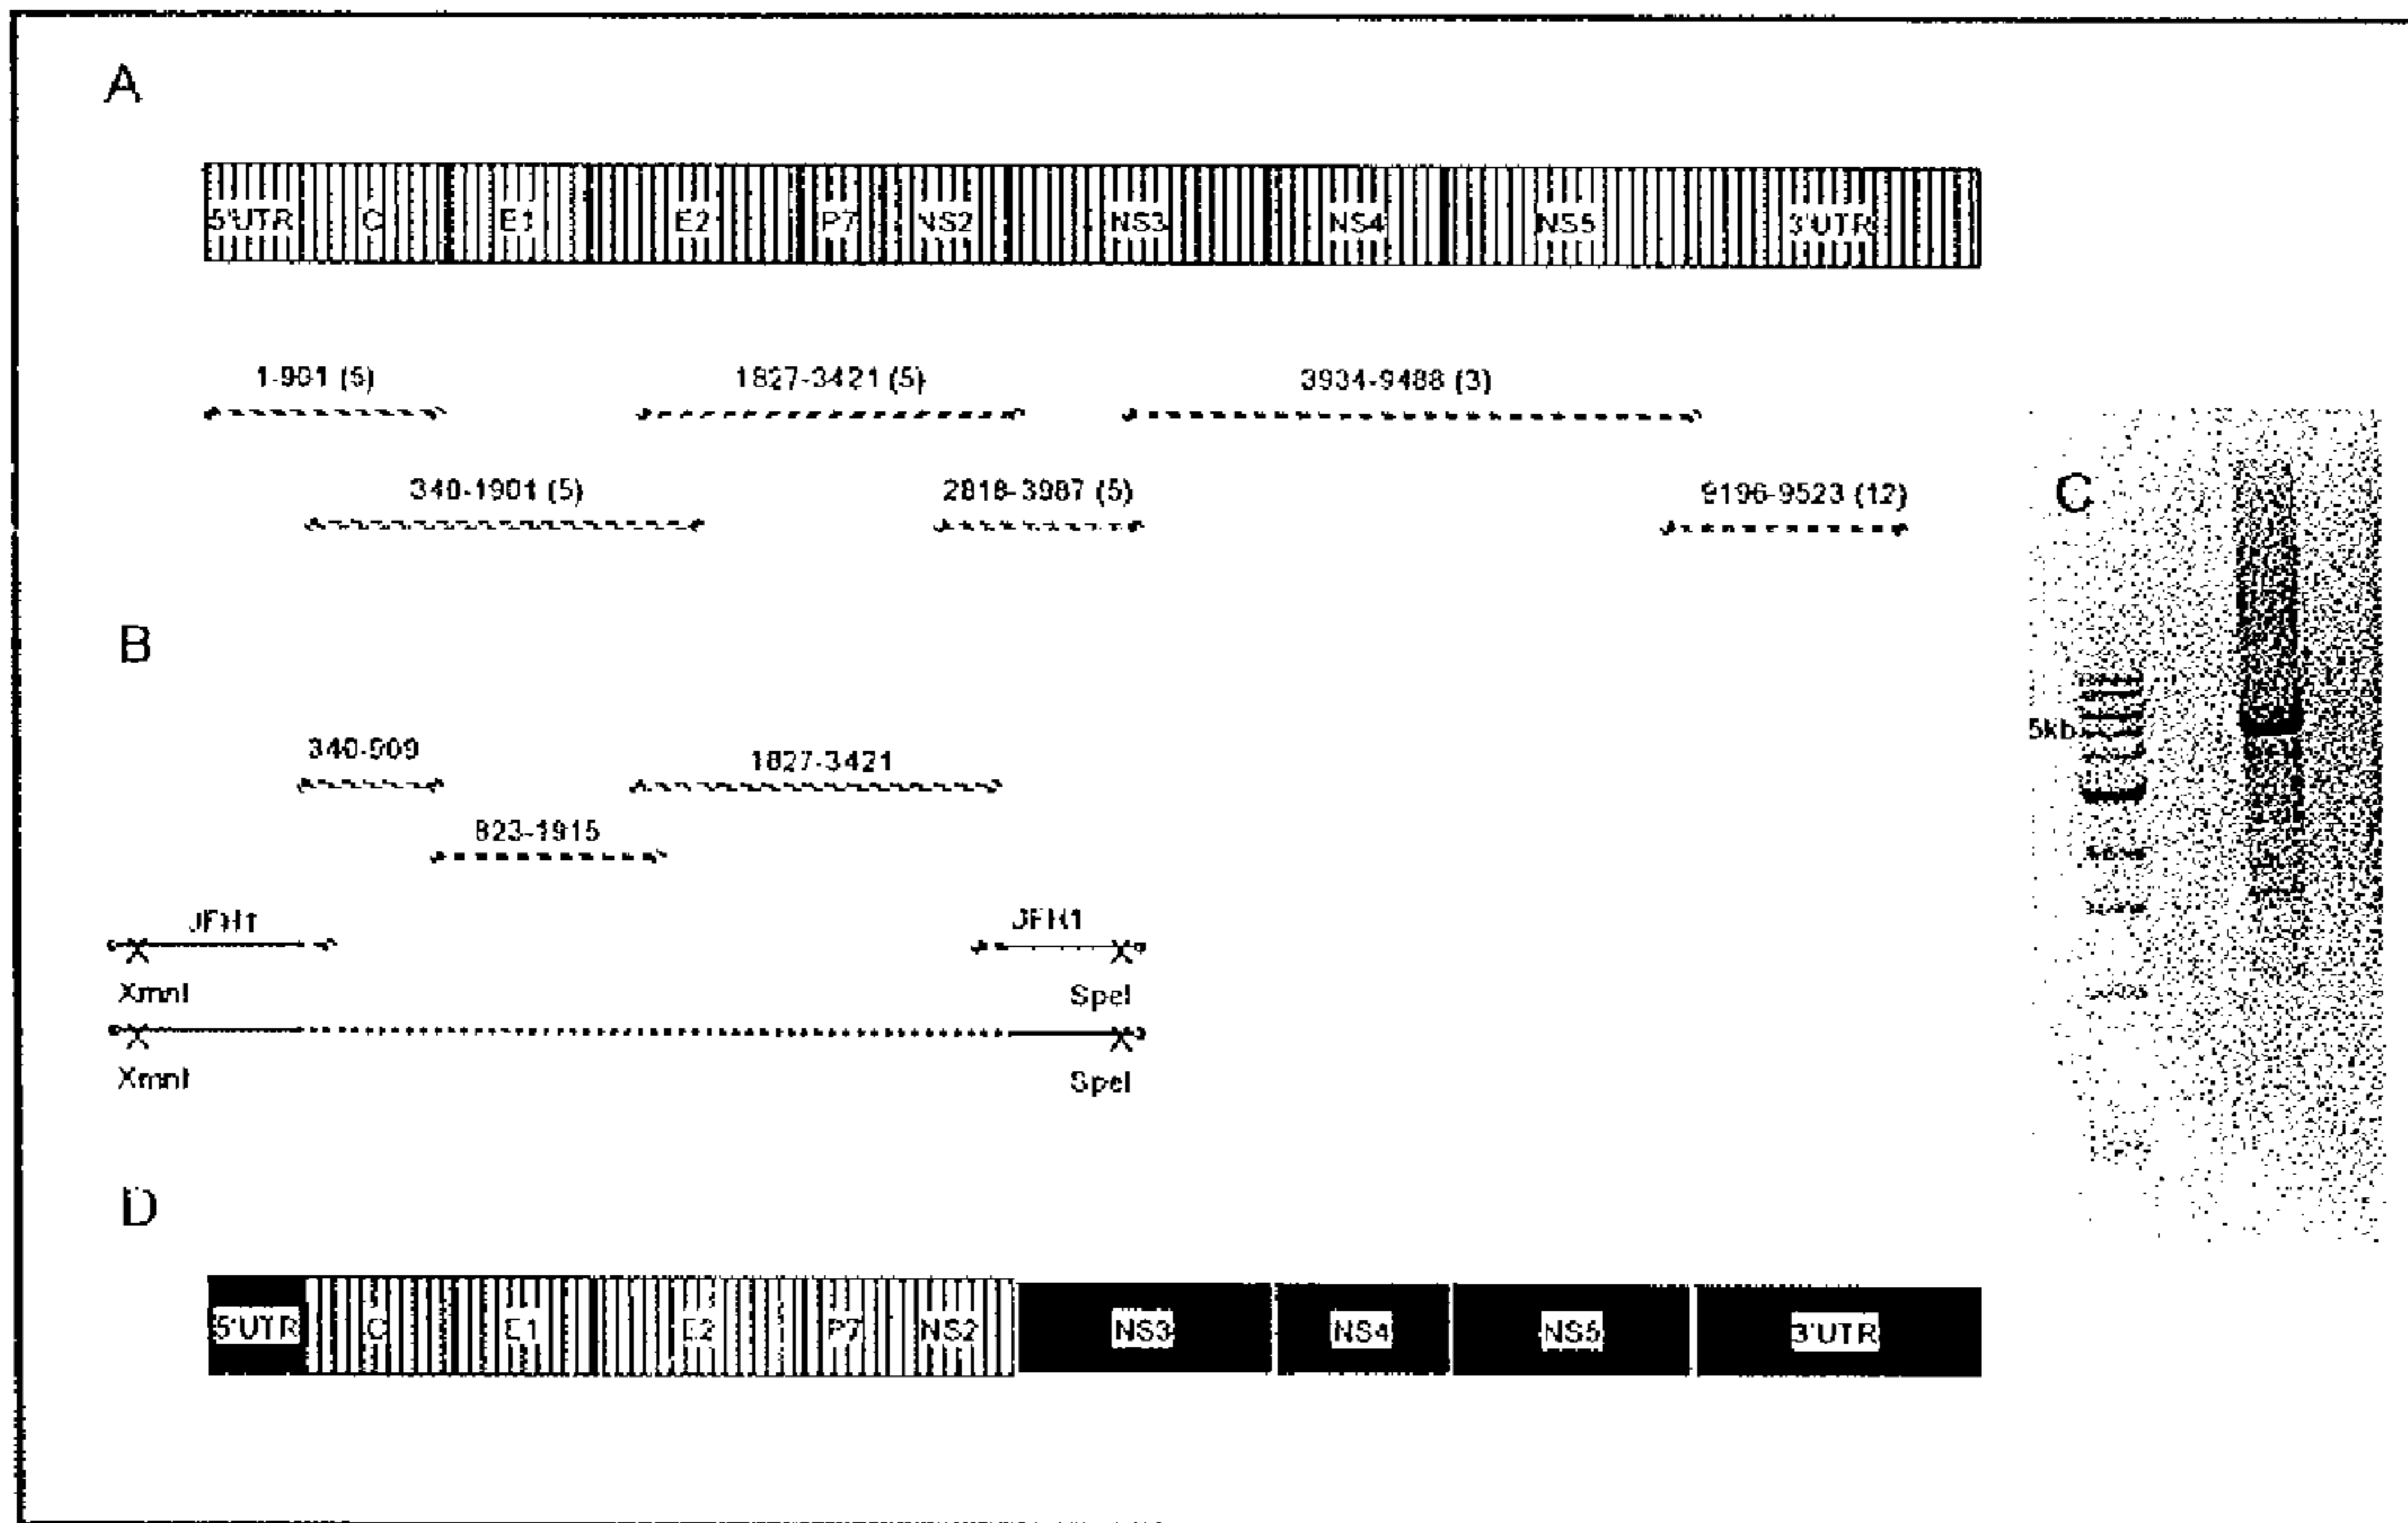 A
5'UTR C E1 E2 P7 NS2 NS3 NS4 NS5 3'UTR
1-901 (5) 1827-3421 (5) 3934-9488 (3)
340-1901 (5) 2818-3987 (5) 9196-9523 (12)
C
B
5kb
340-909 1827-3421
823-1915
JFH1 JFH1
XmnI SpeI
XmnI SpeI
D
5'UTR C E1 E2 P7 NS2 NS3 NS4 NS5 3'UTR